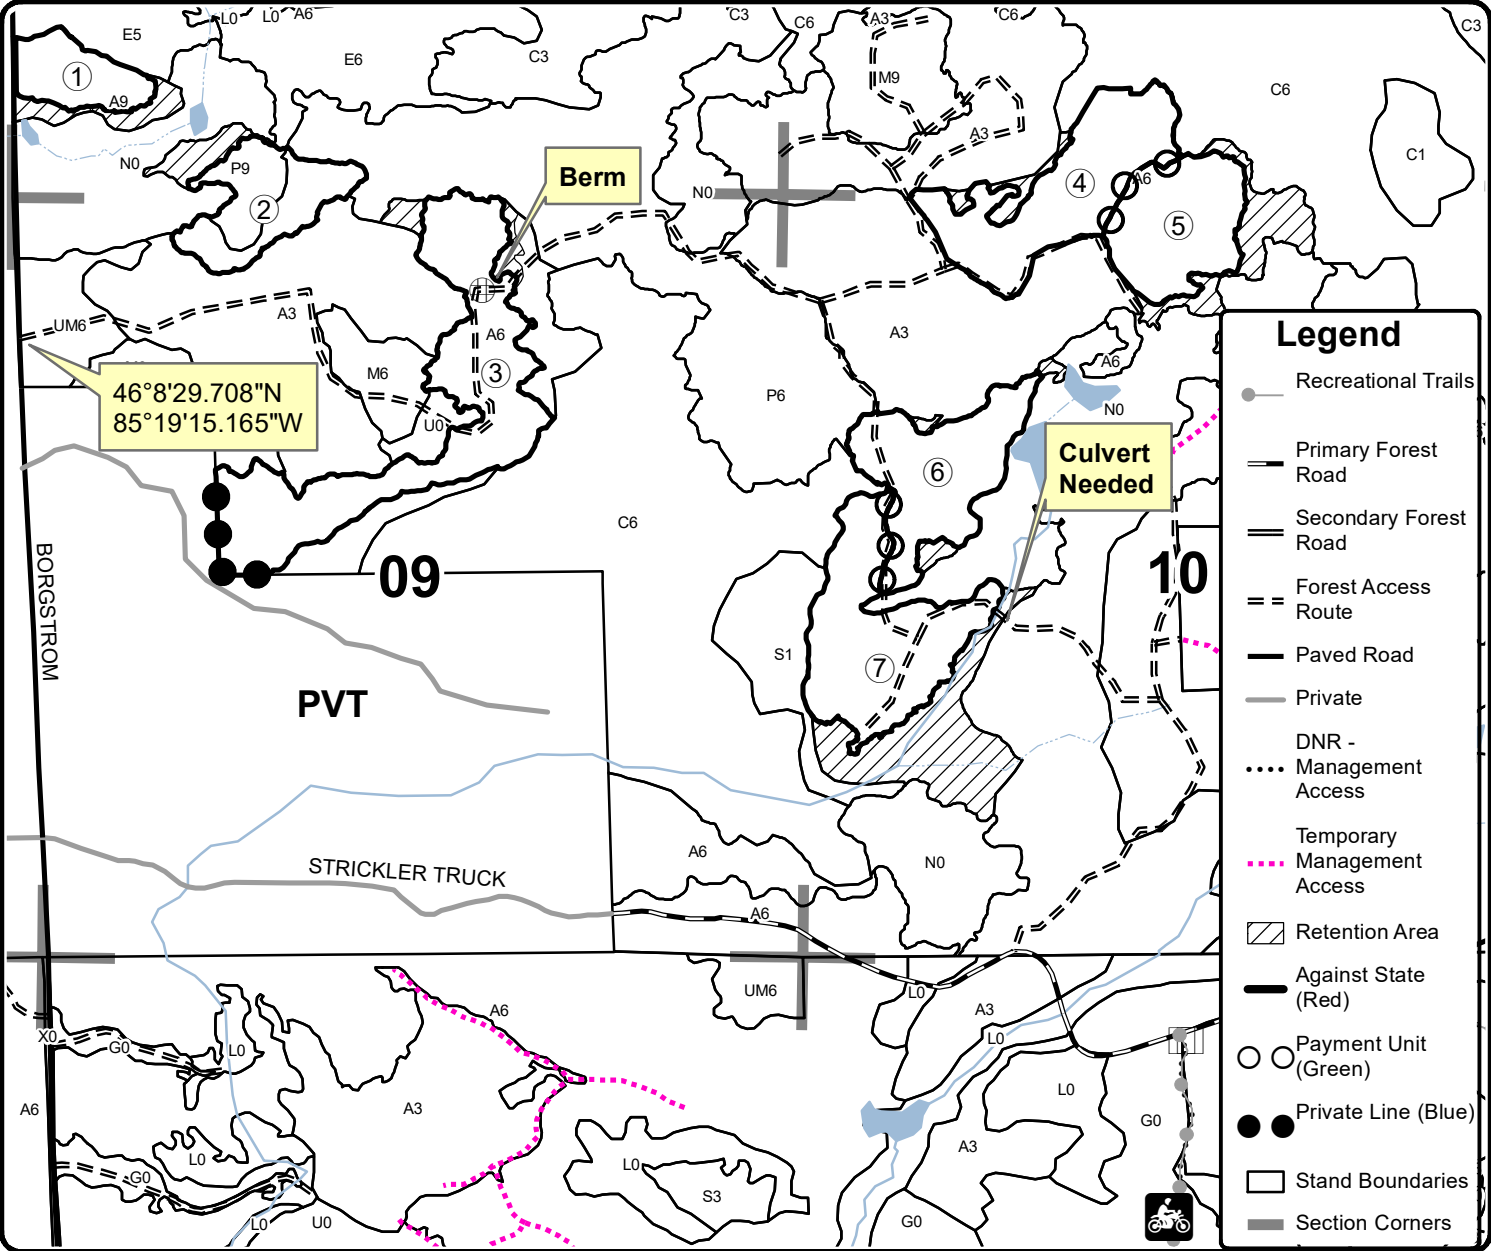 L0
L0
A6
C3
C6
A3
C6
C3
E5
E6
C3
1
M9
C6
A9
A3
C1
N0
P9
Berm
N0
4
A6
2
5
UM6
A3
A6
A3
Legend
3
M6
A6
46°8'29.708"N
85°19'15.165"W
P6
N0
U0
6
Culvert
Needed
C6
BORGSTROM
09
10
S1
7
PVT
STRICKLER TRUCK
A6
N0
A6
UM6
L0
A3
A6
X0
G0
L0
L0
A6
A3
L0
G0
A3
L0
L0
G0
S3
L0
U0
G0
Recreational Trails
Primary Forest
Road
Secondary Forest
Road
Forest Access
Route
Paved Road
Private
DNR -
Management
Access
Temporary
Management
Access
Retention Area
Against State
(Red)
Payment Unit
(Green)
Private Line (Blue)
Stand Boundaries
Section Corners